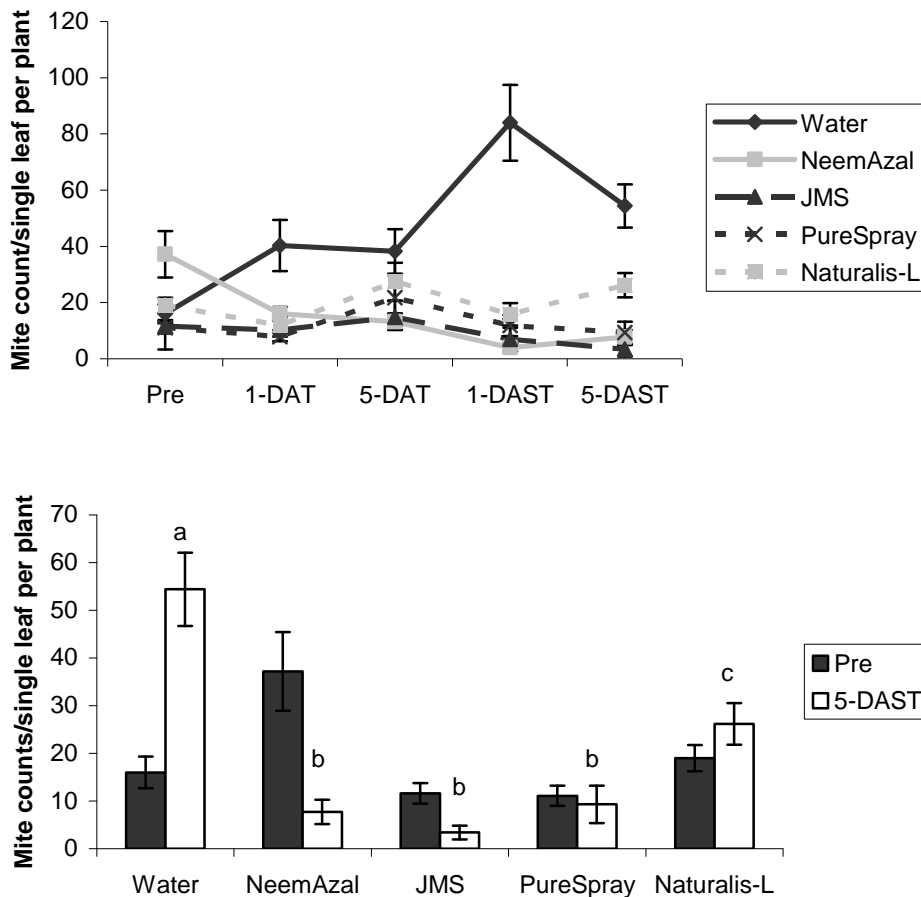 Mite count/single leaf per plant
120
100
80
60
40
20
0
Pre 1-DAT 5-DAT 1-DAST 5-DAST
Water
NeemAzal
JMS
PureSpray
Naturalis-L
Mite counts/single leaf per plant
70
60
50
40
30
20
10
0
a
b
b
b
c
Water NeemAzal JMS PureSpray Naturalis-L
Pre
5-DAST